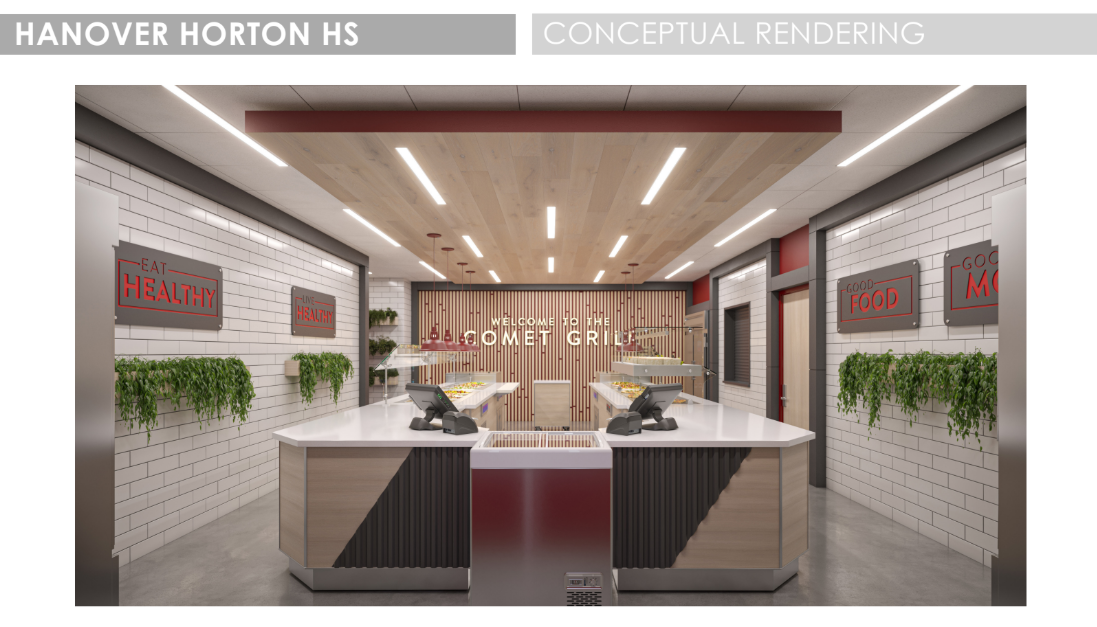 HANOVER HORTON HS
CONCEPTUAL RENDERING
WELCOME TO THE
COMET GRILL
EAT
HEALTHY
LIVE
HEALTHY
GOOD
FOOD